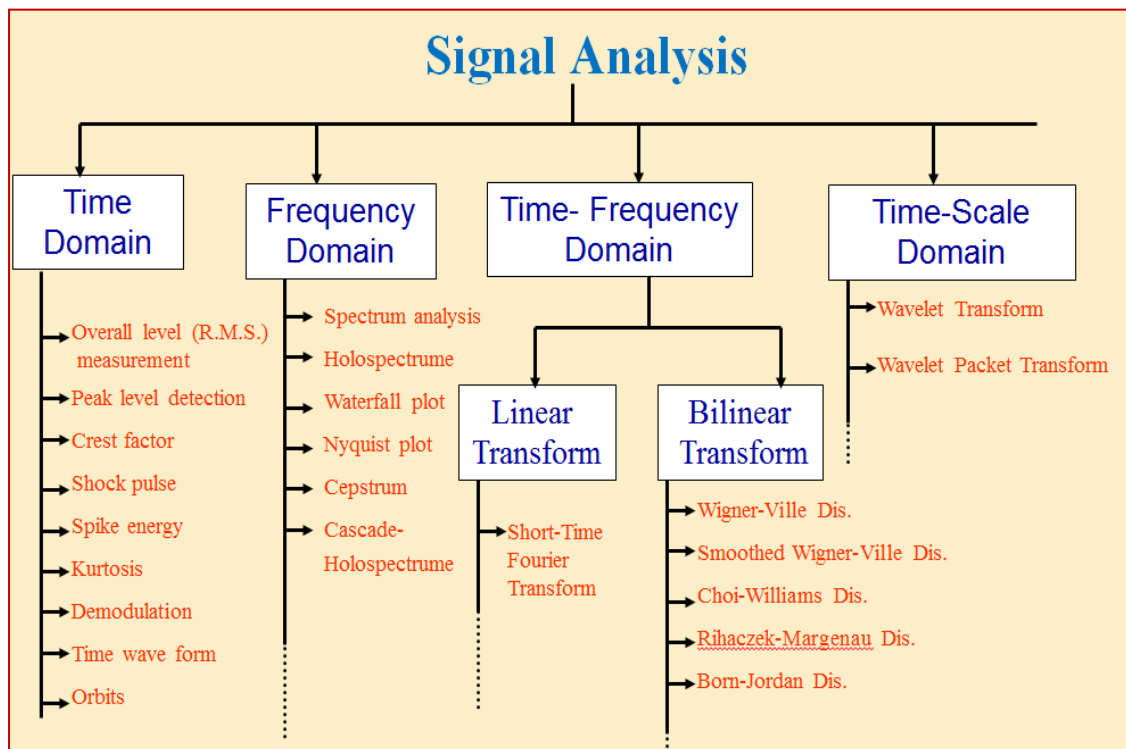 Signal Analysis
Time
Domain
Overall level (R.M.S.)
measurement
Peak level detection
Crest factor
Shock pulse
Spike energy
Kurtosis
Demodulation
Time wave form
Orbits
Frequency
Domain
Spectrum analysis
Holospectrume
Waterfall plot
Nyquist plot
Cepstrum
Cascade-
Holospectrume
Time- Frequency
Domain
Linear
Transform
Short-Time
Fourier
Transform
Bilinear
Transform
Wigner-Ville Dis.
Smoothed Wigner-Ville Dis.
Choi-Williams Dis.
Rihaczek-Margenau Dis.
Born-Jordan Dis.
Time-Scale
Domain
Wavelet Transform
Wavelet Packet Transform